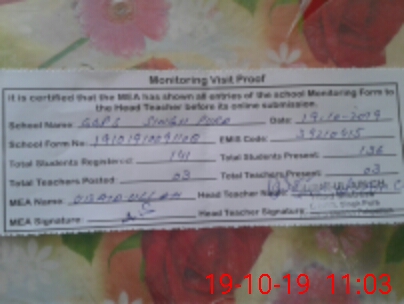 Monitoring Visit Proof
It is certified that the MEA has shown all entries of the school Monitoring Form to
the Head Teacher before its online submission.
School Name: GGPS SINGH PURA Date: 19-10-2019
School Form No: EMIS Code:
Total Students Registered: 141 Total Students Present: 136
Total Teachers Posted: 03 Total Teachers Present: 03
MEA Name: OBAID ULLAH Head Teacher
MEA Signature: Head Teacher Signature:
19-10-19 11:03